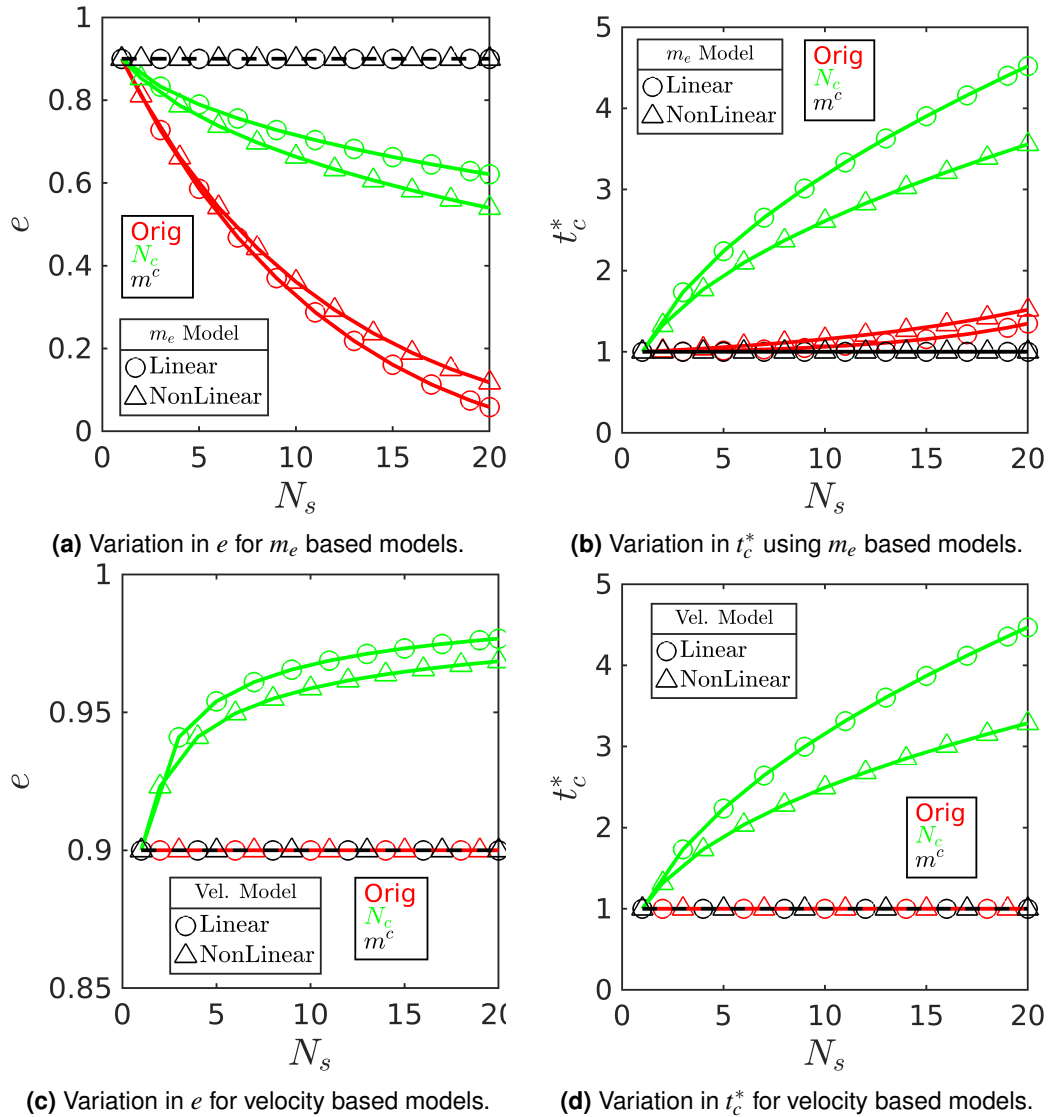 1
0.8
0.6
0.4
0.2
0
e
Orig
N_c
m^c
m_e Model
Linear
NonLinear
0 5 10 15 20
N_s
(a) Variation in e for m_e based models.
5
4
3
2
1
0
t_c^*
m_e Model
Linear
NonLinear
Orig
N_c
m^c
0 5 10 15 20
N_s
(b) Variation in t_c^* using m_e based models.
1
0.95
0.9
0.85
e
Vel. Model
Linear
NonLinear
Orig
N_c
m^c
0 5 10 15 20
N_s
(c) Variation in e for velocity based models.
5
4
3
2
1
0
t_c^*
Vel. Model
Linear
NonLinear
Orig
N_c
m^c
0 5 10 15 20
N_s
(d) Variation in t_c^* for velocity based models.